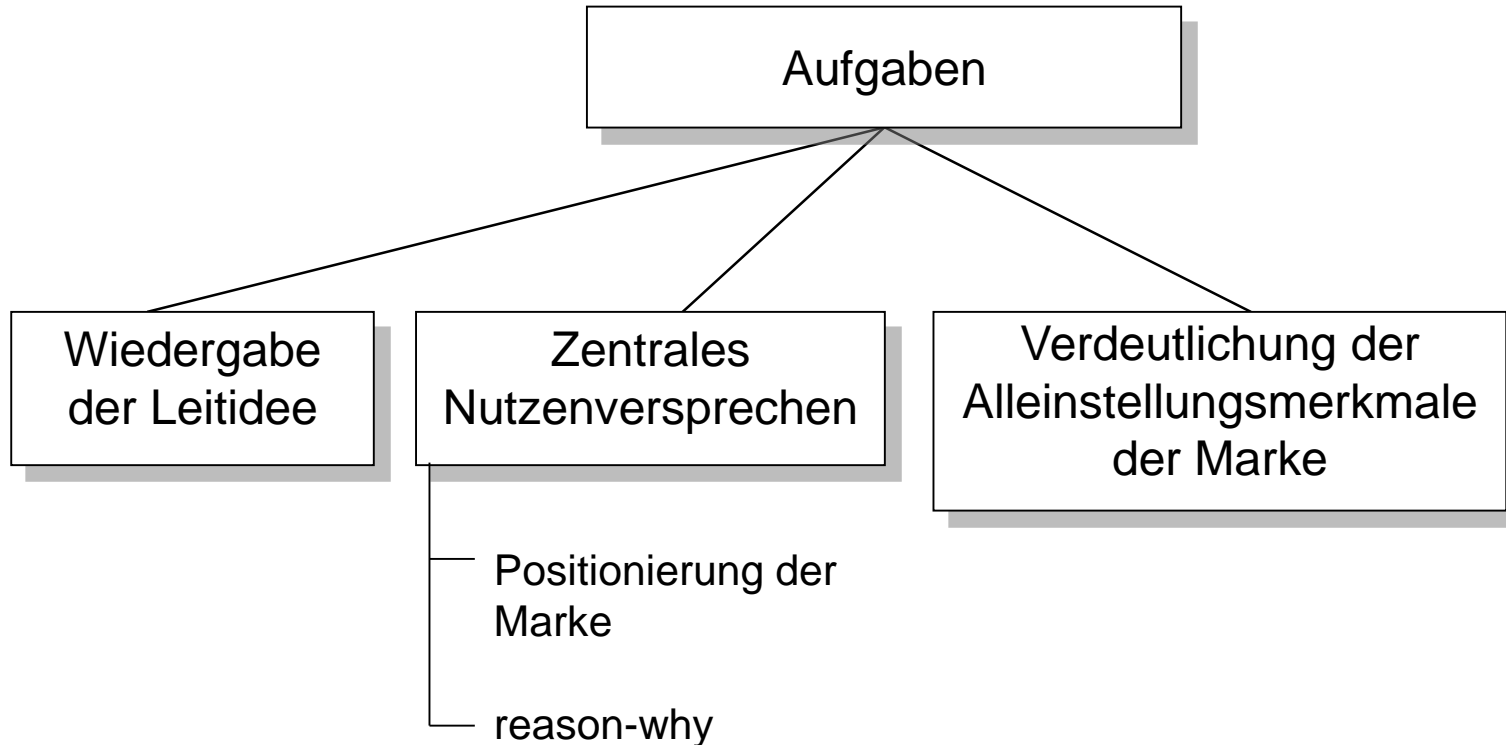 Aufgaben
Wiedergabe
der Leitidee
Zentrales
Nutzenversprechen
Positionierung der
Marke
reason-why
Verdeutlichung der
Alleinstellungsmerkmale
der Marke